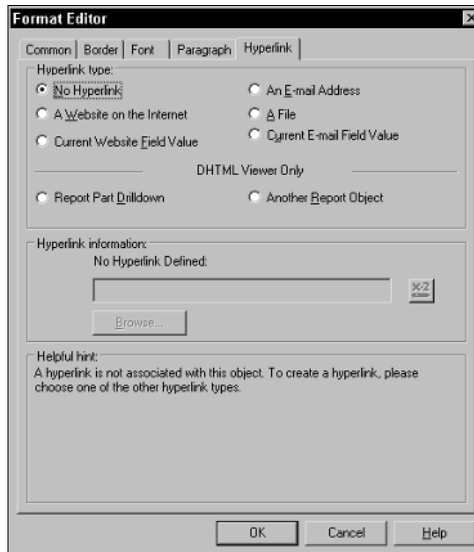 Format Editor
Common Border Font Paragraph Hyperlink
Hyperlink type:
No Hyperlink An E-mail Address
A Website on the Internet A File
Current Website Field Value Current E-mail Field Value
DHTML Viewer Only
Report Part Drilldown Another Report Object
Hyperlink information:
No Hyperlink Defined:
X-2
Browse...
Helpful hint:
A hyperlink is not associated with this object. To create a hyperlink, please
choose one of the other hyperlink types.
OK Cancel Help